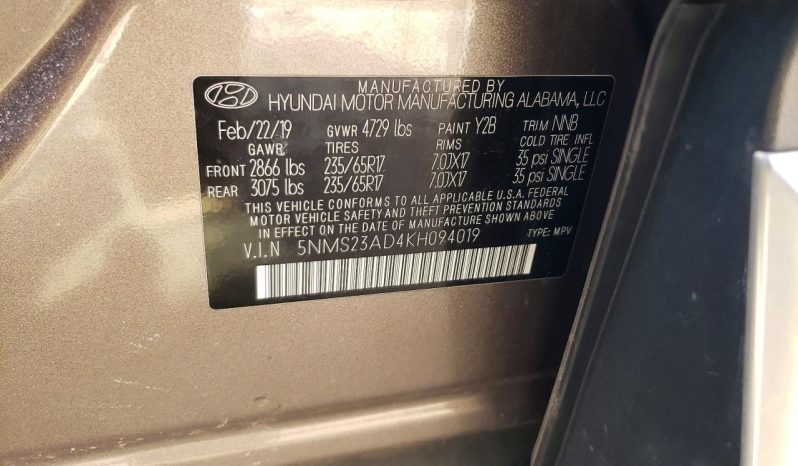 MANUFACTURED BY
HYUNDAI MOTOR MANUFACTURING ALABAMA, LLC
Feb/22/19 GVWR 4729 lbs PAINT Y2B TRIM NNB
GAWR TIRES RIMS COLD TIRE INFL
FRONT 2866 lbs 235/65R17 7.0JX17 35 psi SINGLE
REAR 3075 lbs 235/65R17 7.0JX17 35 psi SINGLE
THIS VEHICLE CONFORMS TO ALL APPLICABLE U.S.A. FEDERAL
MOTOR VEHICLE SAFETY AND THEFT PREVENTION STANDARDS
IN EFFECT ON THE DATE OF MANUFACTURE SHOWN ABOVE
V.I.N 5NMS23AD4KH094019 TYPE: MPV